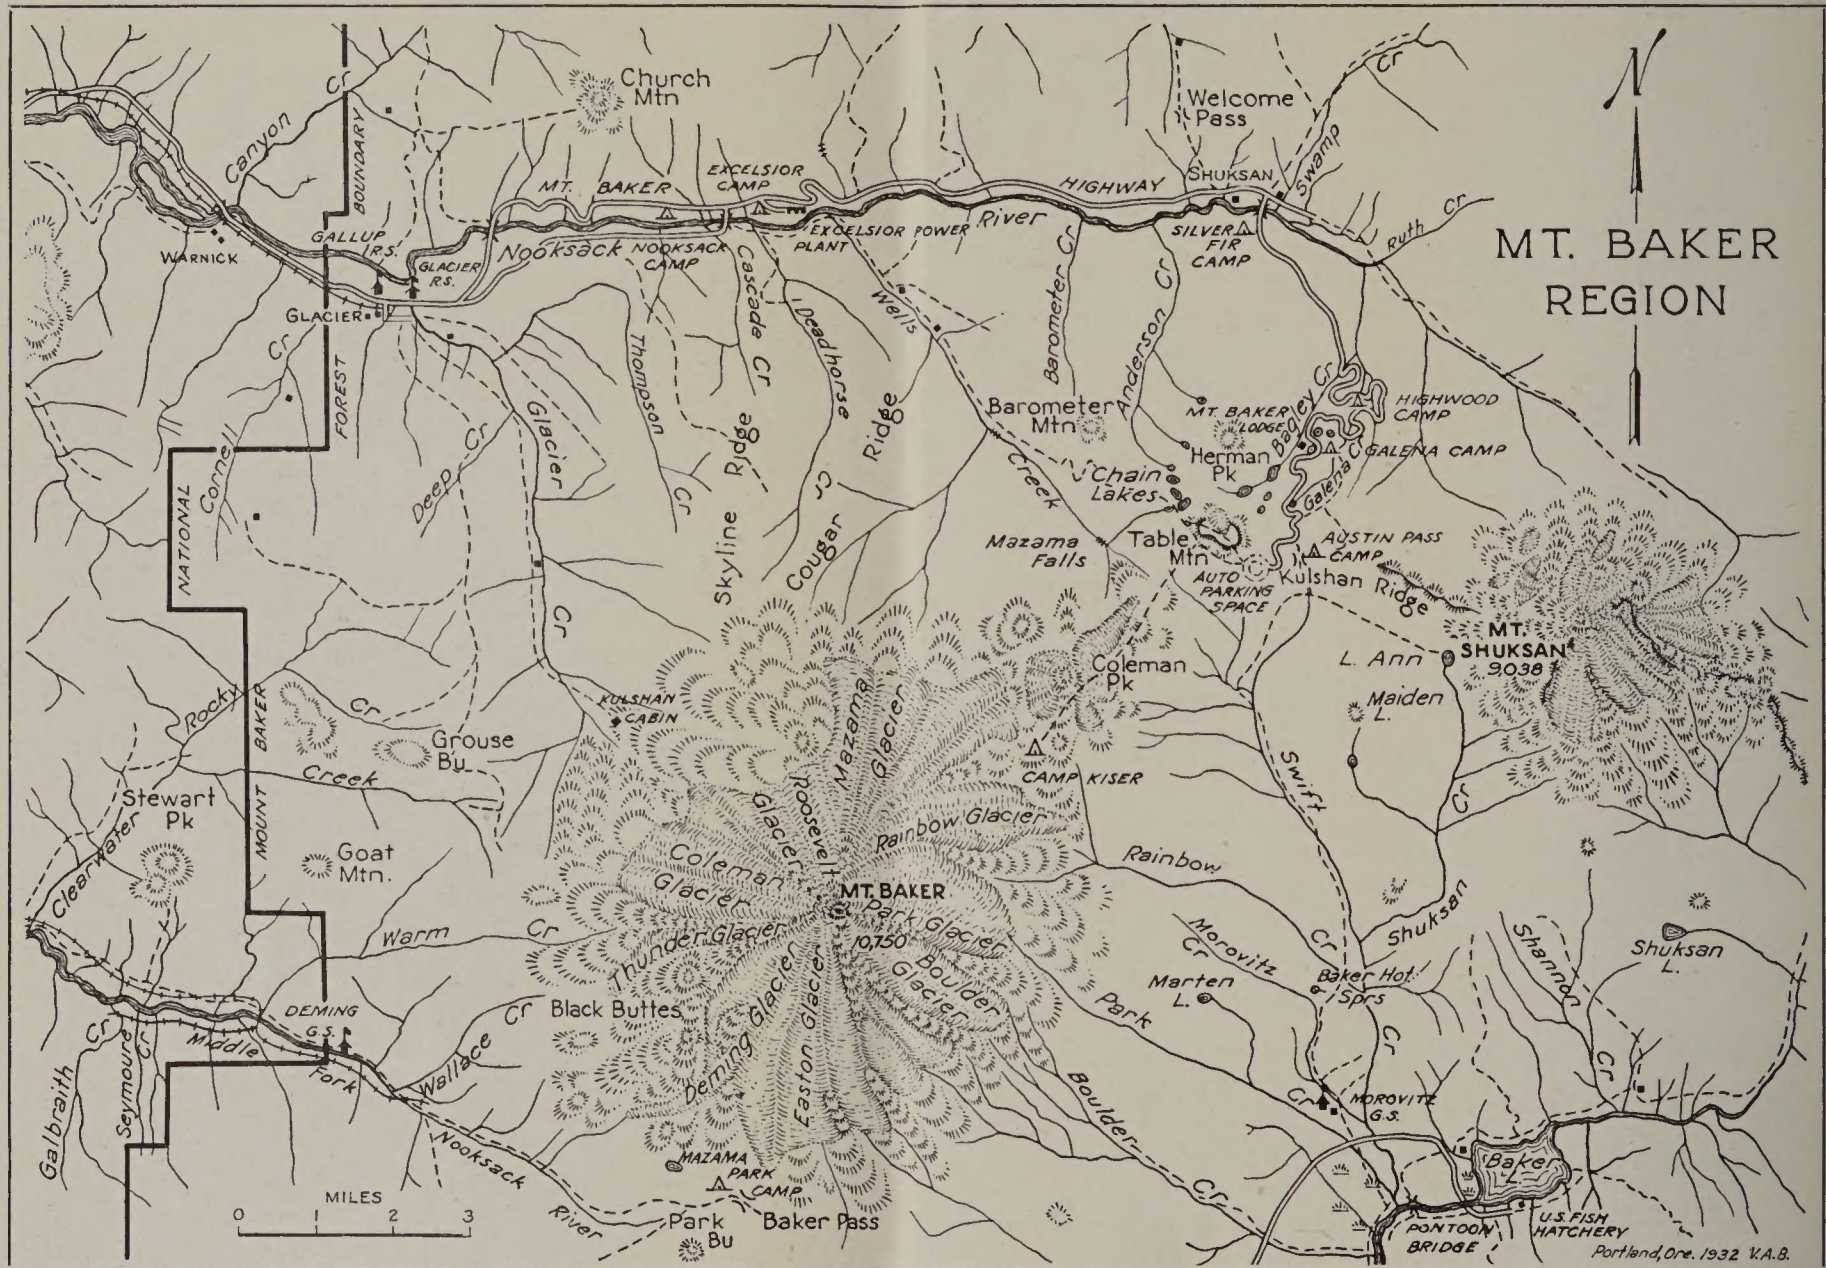 MT. BAKER
REGION
N
Church
Mtn
Canyon
Cr
BOUNDARY
FOREST
NATIONAL
BAKER
MOUNT
Welcome
Pass
Cr
Swamp
SHUKSAN
Ruth Cr
MT. BAKER
HIGHWAY
EXCELSIOR
CAMP
EXCELSIOR POWER
PLANT
River
Nooksack
NOOKSACK
CAMP
GALLUP
R.S.
GLACIER
R.S.
WARNICK
GLACIER
SILVER
FIR
CAMP
Cascada Cr
Deadhorse
Cr
Wells
Creek
Barometer Cr
Anderson Cr
Thompson
Cr
Skyline Ridge
Cougar
Ridge
Glacier
Cr
Deep Cr
Cornell
Cr
Barometer
Mtn
MT. BAKER
LODGE
Bagley Cr
HIGHWOOD
CAMP
GALENA CAMP
Galena C
Herman
Pk
Chain
Lakes
Mazama
Falls
Table
Mtn
AUSTIN PASS
CAMP
AUTO
PARKING
SPACE
Kulshan Ridge
MT.
SHUKSAN
9,038
L. Ann
Maiden
L.
Coleman
Pk
CAMP KISER
KULSHAN
CABIN
Rocky
Cr
Grouse
Bu
Creek
Stewart
Pk
Clearwater
Goat
Mtn.
Warm Cr
Mazama
Glacier
Roosevelt
Glacier
Coleman
Glacier
Rainbow Glacier
MT. BAKER
10,750
Park Glacier
Boulder
Glacier
Thunder Glacier
Deming Glacier
Easton Glacier
Black Buttes
Rainbow
Cr
Swift
Cr
Shuksan
Cr
Morovitz
Cr
Baker Hot
Sprs
Marten
L.
Park
Cr
Shannon
Cr
Shuksan
L.
DEMING
G.S.
Middle
Fork
Nooksack
River
Wallace Cr
Galbraith
Cr
Seymour
Cr
Boulder
Cr
MOROVITZ
G.S.
MAZAMA
PARK
CAMP
Baker Pass
Park
Bu
Baker
L.
PONTOON
BRIDGE
U.S. FISH
HATCHERY
MILES
0 1 2 3
Portland, Ore. 1932 V.A.B.